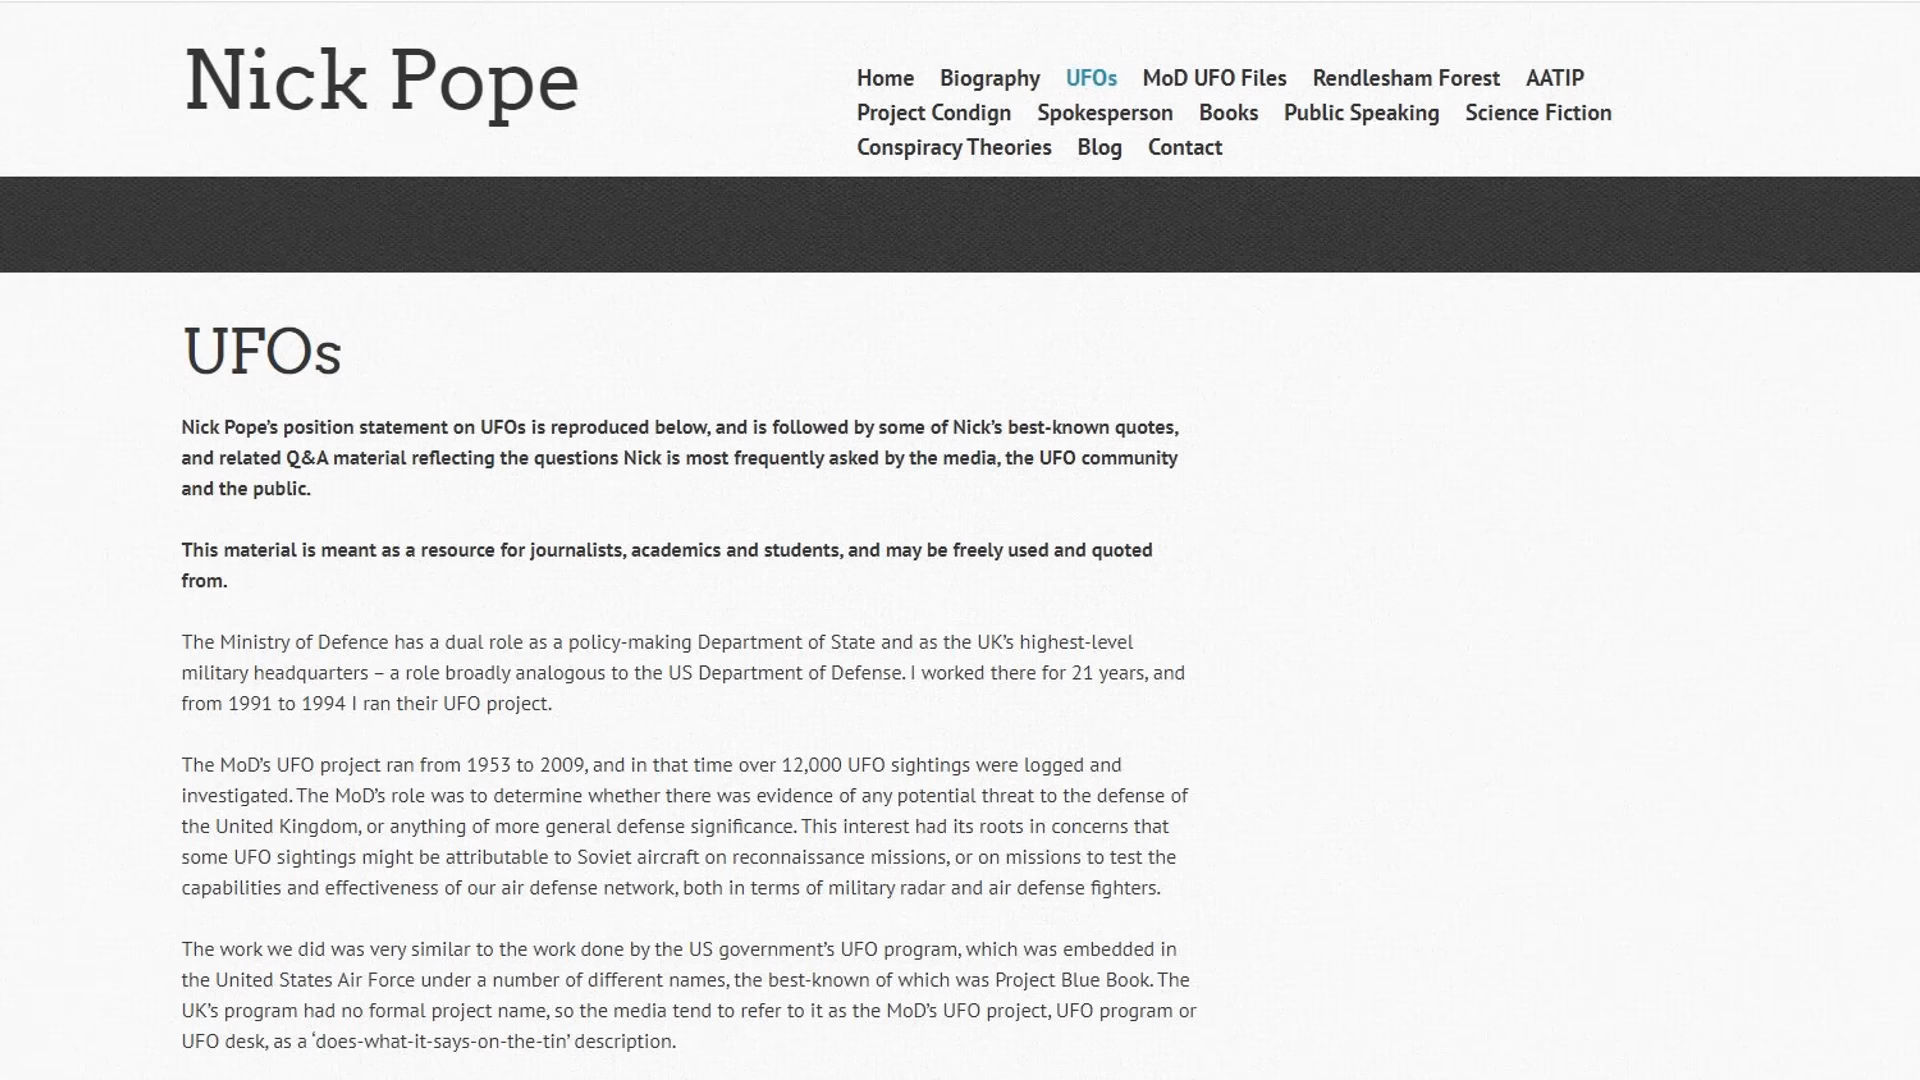 Nick Pope
Home Biography UFOs MoD UFO Files Rendlesham Forest AATIP
Project Condign Spokesperson Books Public Speaking Science Fiction
Conspiracy Theories Blog Contact
UFOs
Nick Pope’s position statement on UFOs is reproduced below, and is followed by some of Nick’s best-known quotes,
and related Q&A material reflecting the questions Nick is most frequently asked by the media, the UFO community
and the public.
This material is meant as a resource for journalists, academics and students, and may be freely used and quoted
from.
The Ministry of Defence has a dual role as a policy-making Department of State and as the UK’s highest-level
military headquarters – a role broadly analogous to the US Department of Defense. I worked there for 21 years, and
from 1991 to 1994 I ran their UFO project.
The MoD’s UFO project ran from 1953 to 2009, and in that time over 12,000 UFO sightings were logged and
investigated. The MoD’s role was to determine whether there was evidence of any potential threat to the defense of
the United Kingdom, or anything of more general defense significance. This interest had its roots in concerns that
some UFO sightings might be attributable to Soviet aircraft on reconnaissance missions, or on missions to test the
capabilities and effectiveness of our air defense network, both in terms of military radar and air defense fighters.
The work we did was very similar to the work done by the US government’s UFO program, which was embedded in
the United States Air Force under a number of different names, the best-known of which was Project Blue Book. The
UK’s program had no formal project name, so the media tend to refer to it as the MoD’s UFO project, UFO program or
UFO desk, as a ‘does-what-it-says-on-the-tin’ description.